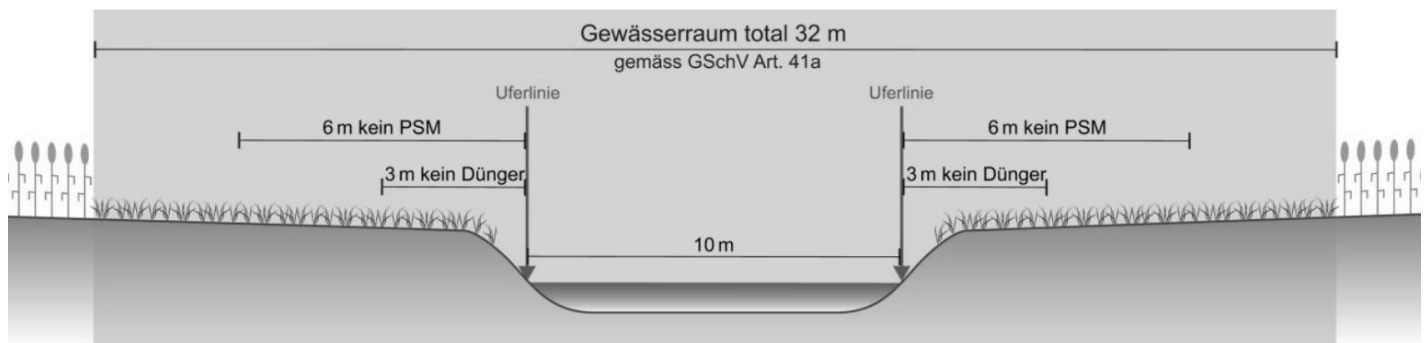 Gewässerraum total 32 m
gemäss GSchV Art. 41a
Uferlinie
Uferlinie
6 m kein PSM
6 m kein PSM
3 m kein Dünger
3 m kein Dünger
10 m